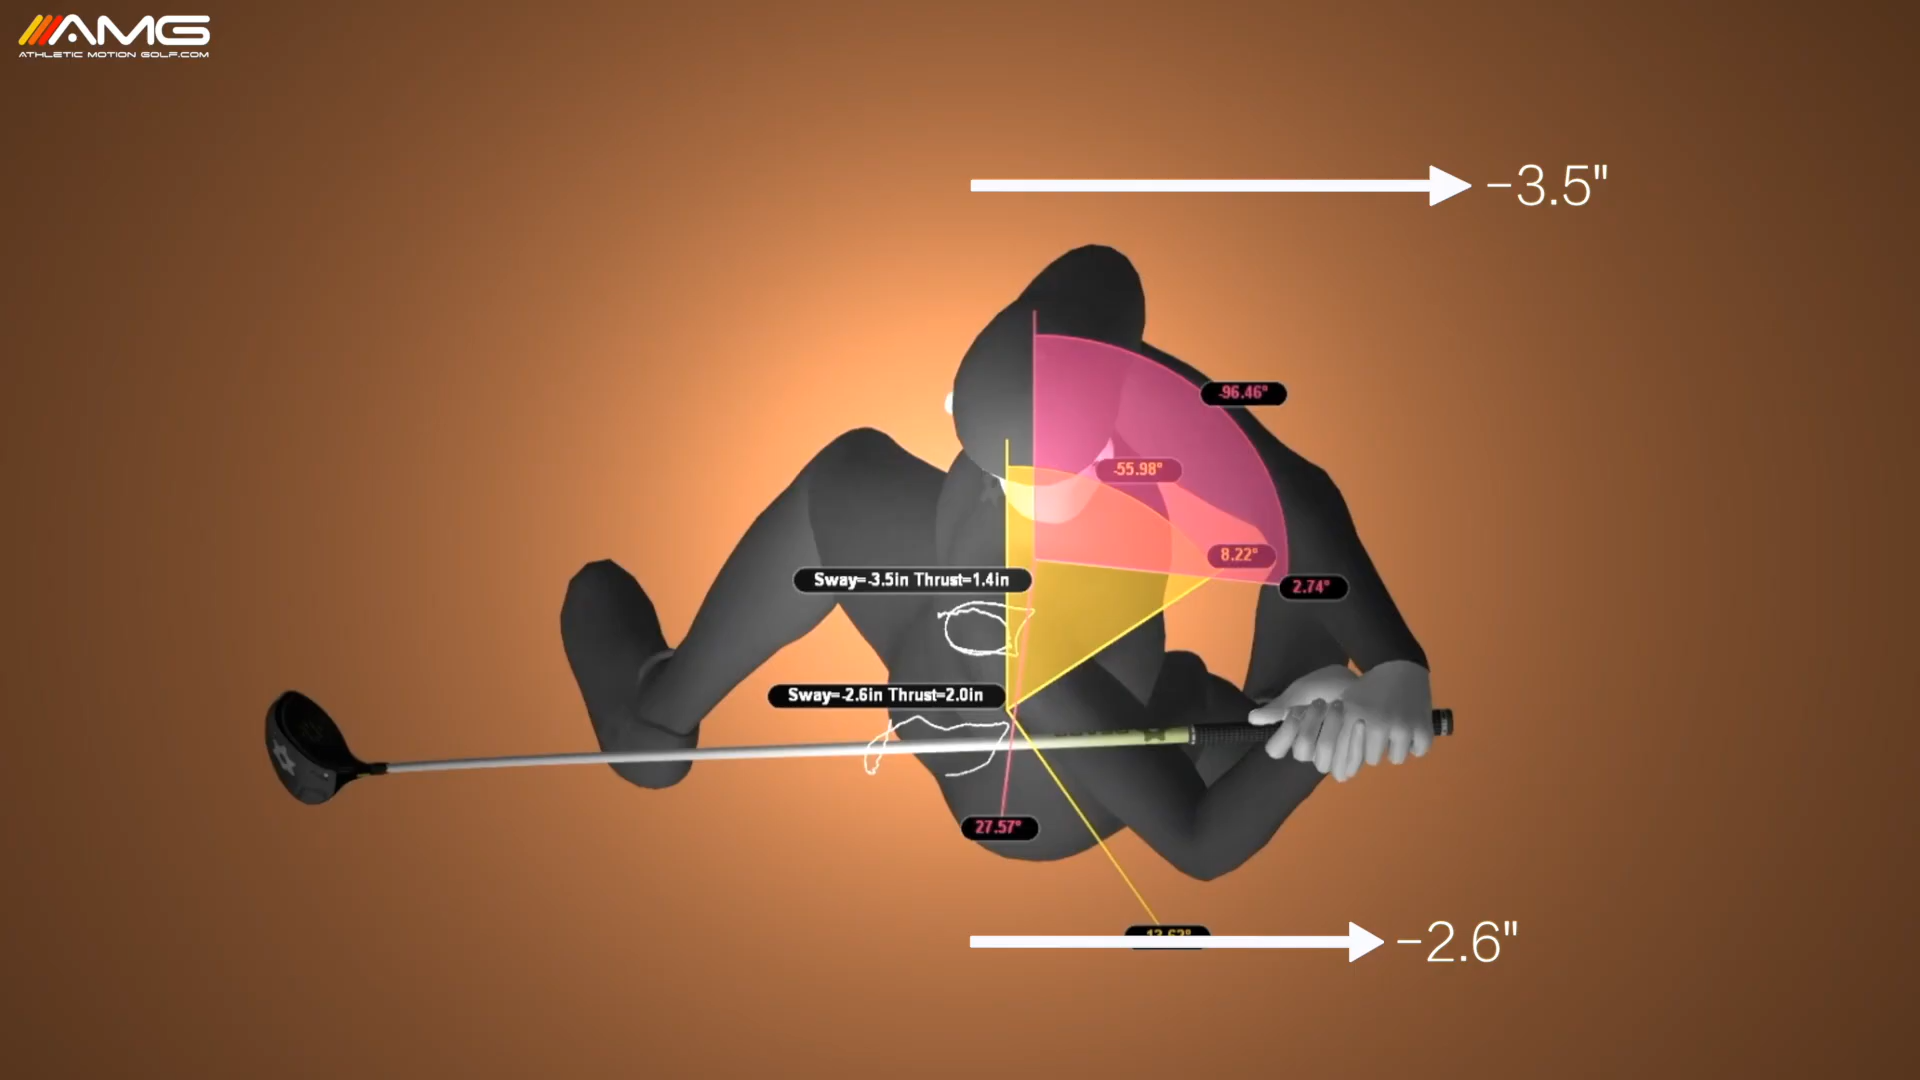 AMG
ATHLETIC MOTION GOLF.COM
-3.5"
-96.46°
-55.98°
8.22°
Sway=-3.5in Thrust=1.4in
2.74°
Sway=-2.6in Thrust=2.0in
27.57°
-2.6"